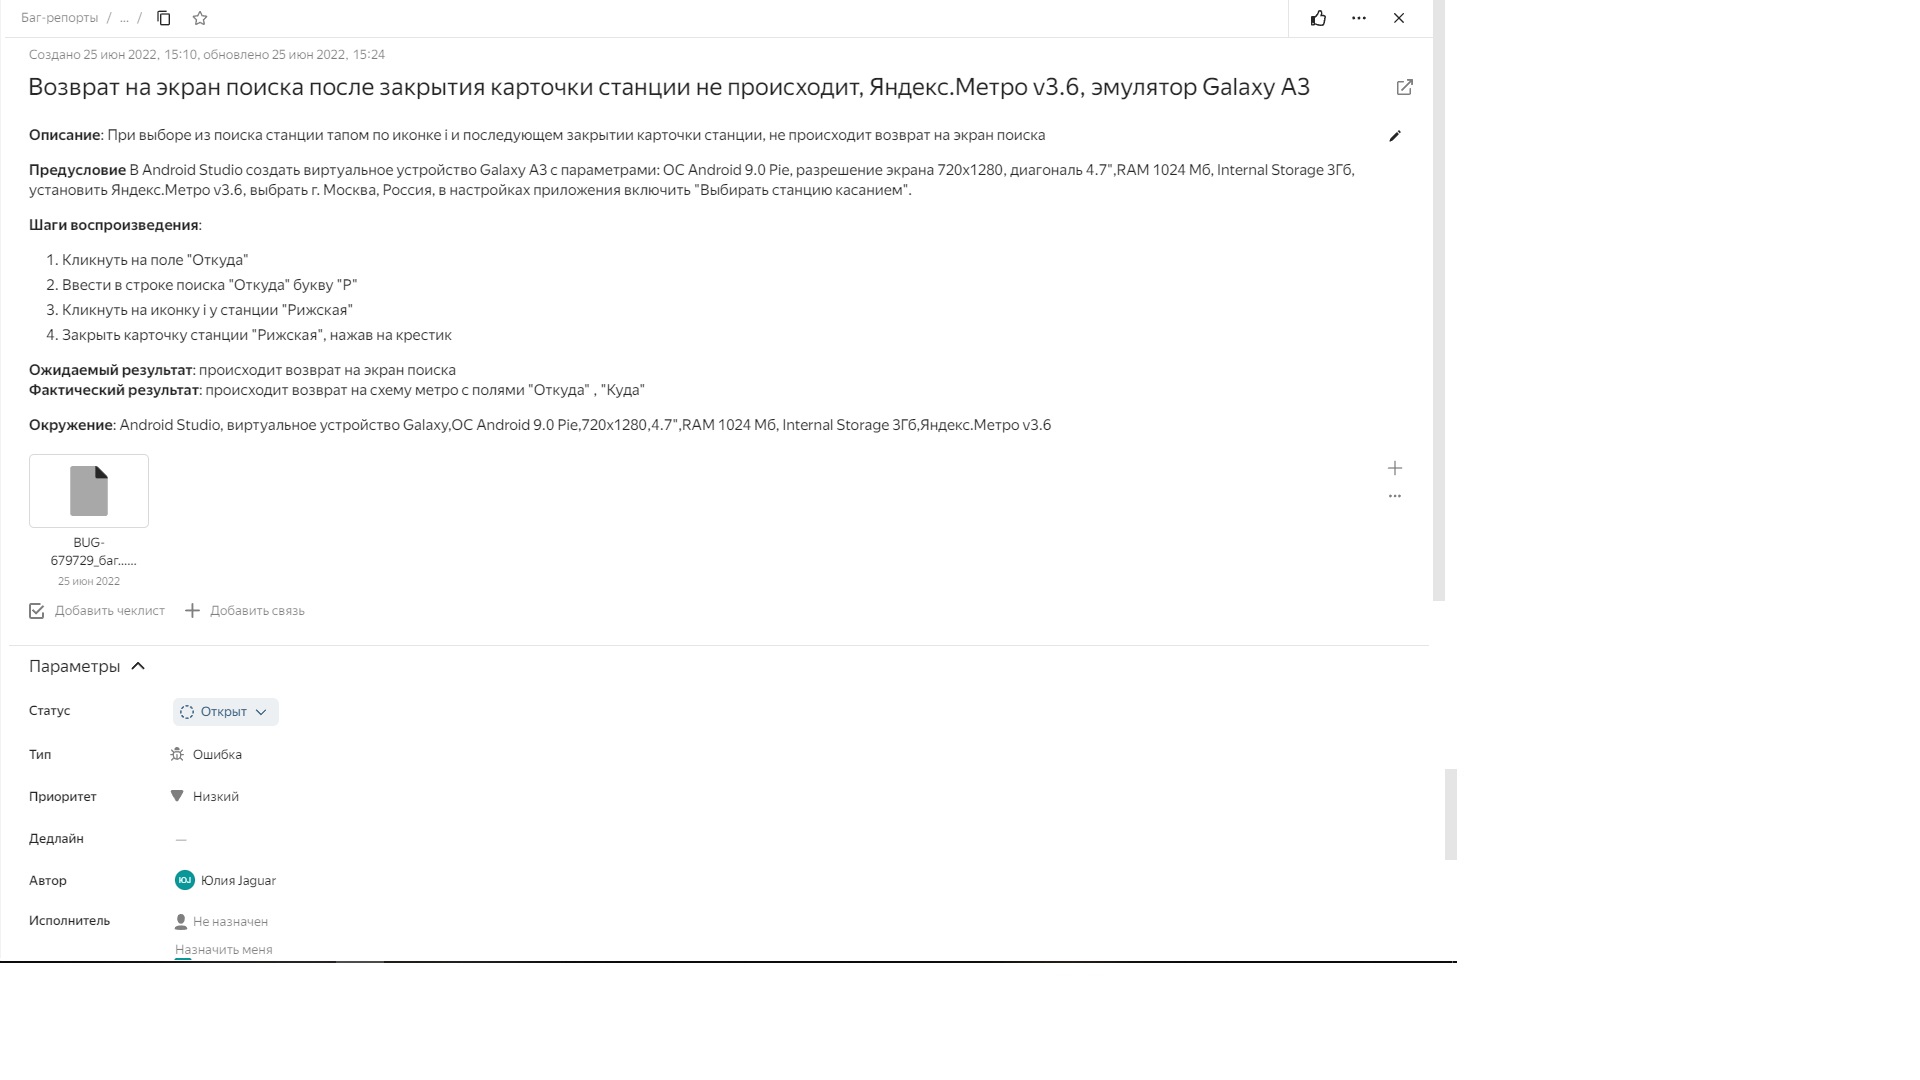 Баг-репорты / ... /
Создано 25 июн 2022, 15:10, обновлено 25 июн 2022, 15:24
Возврат на экран поиска после закрытия карточки станции не происходит, Яндекс.Метро v3.6, эмулятор Galaxy A3
Описание: При выборе из поиска станции тапом по иконке i и последующем закрытии карточки станции, не происходит возврат на экран поиска
Предусловие В Android Studio создать виртуальное устройство Galaxy A3 с параметрами: ОС Android 9.0 Pie, разрешение экрана 720x1280, диагональ 4.7",RAM 1024 Мб, Internal Storage 3Гб,
установить Яндекс.Метро v3.6, выбрать г. Москва, Россия, в настройках приложения включить "Выбирать станцию касанием".
Шаги воспроизведения:
1. Кликнуть на поле "Откуда"
2. Ввести в строке поиска "Откуда" букву "Р"
3. Кликнуть на иконку i у станции "Рижская"
4. Закрыть карточку станции "Рижская", нажав на крестик
Ожидаемый результат: происходит возврат на экран поиска
Фактический результат: происходит возврат на схему метро с полями "Откуда" , "Куда"
Окружение: Android Studio, виртуальное устройство Galaxy,ОС Android 9.0 Pie,720x1280,4.7",RAM 1024 Мб, Internal Storage 3Гб,Яндекс.Метро v3.6
BUG-
679729_баг......
25 июн 2022
Добавить чеклист Добавить связь
Параметры
Статус Открыт
Тип Ошибка
Приоритет Низкий
Дедлайн —
Автор ЮJ Юлия Jaguar
Исполнитель Не назначен
Назначить меня